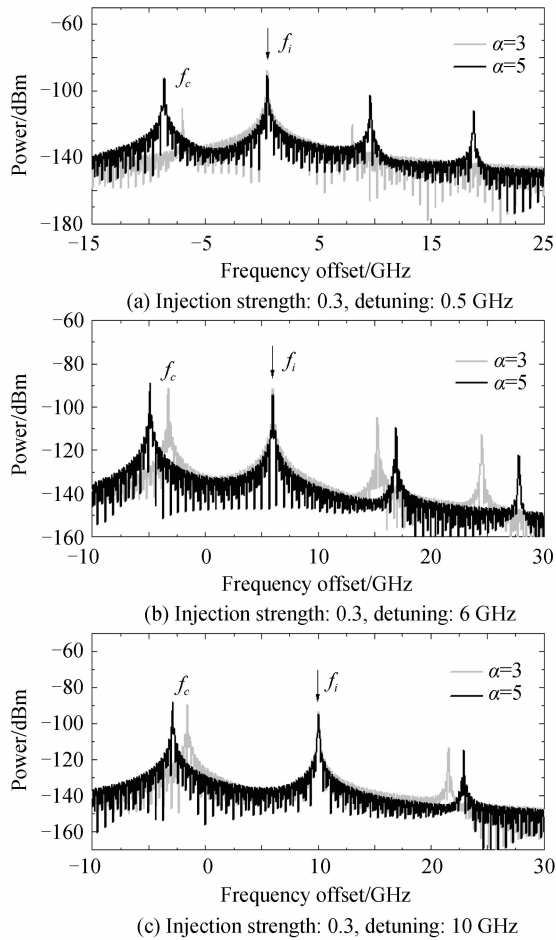 −60
−100
−140
−180
Power/dBm
f_c
f_i
α=3
α=5
−15
−5
5
15
25
Frequency offset/GHz
(a) Injection strength: 0.3, detuning: 0.5 GHz
−60
−80
−100
−120
−140
−160
Power/dBm
f_c
f_i
α=3
α=5
−10
0
10
20
30
Frequency offset/GHz
(b) Injection strength: 0.3, detuning: 6 GHz
−60
−80
−100
−120
−140
−160
Power/dBm
f_c
f_i
α=3
α=5
−10
0
10
20
30
Frequency offset/GHz
(c) Injection strength: 0.3, detuning: 10 GHz